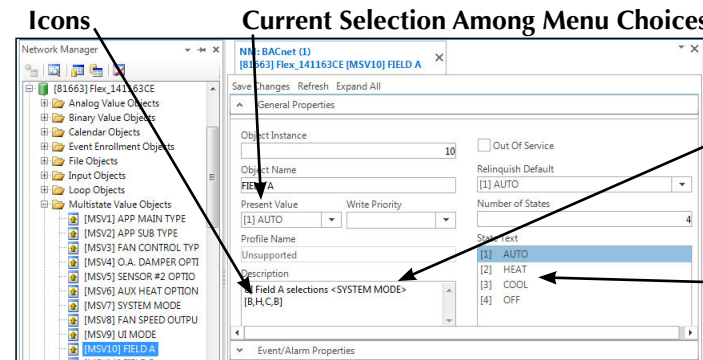 Icons
Current Selection Among Menu Choices
Network Manager
NM: BACnet (1)
[81663] Flex_141163CE [MSV10] FIELD A
Save Changes Refresh Expand All
General Properties
[81663] Flex_141163CE
Analog Value Objects
Binary Value Objects
Calendar Objects
Event Enrollment Objects
File Objects
Input Objects
Loop Objects
Multistate Value Objects
[MSV1] APP MAIN TYPE
[MSV2] APP SUB TYPE
[MSV3] FAN CONTROL TYP
[MSV4] O.A. DAMPER OPTI
[MSV5] SENSOR #2 OPTIO
[MSV6] AUX HEAT OPTION
[MSV7] SYSTEM MODE
[MSV8] FAN SPEED OUTPU
[MSV9] UI MODE
[MSV10] FIELD A
Object Instance
10
Out Of Service
Object Name
FIELD A
Relinquish Default
[1] AUTO
Present Value
Write Priority
[1] AUTO
Number of States
4
Profile Name
Unsupported
State Text
[1] AUTO
[2] HEAT
[3] COOL
[4] OFF
Description
UI Field A selections <SYSTEM MODE>
[B,H,C,B]
Event/Alarm Properties